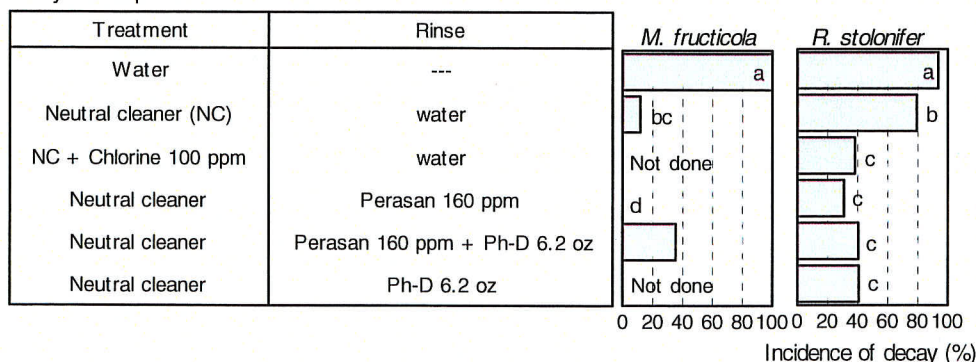 Treatment Rinse M. fructicola R. stolonifer
Water --- a a
Neutral cleaner (NC) water bc b
NC + Chlorine 100 ppm water Not done c
Neutral cleaner Perasan 160 ppm d c
Neutral cleaner Perasan 160 ppm + Ph-D 6.2 oz c
Neutral cleaner Ph-D 6.2 oz Not done c
0 20 40 60 80 100 0 20 40 60 80 100
Incidence of decay (%)